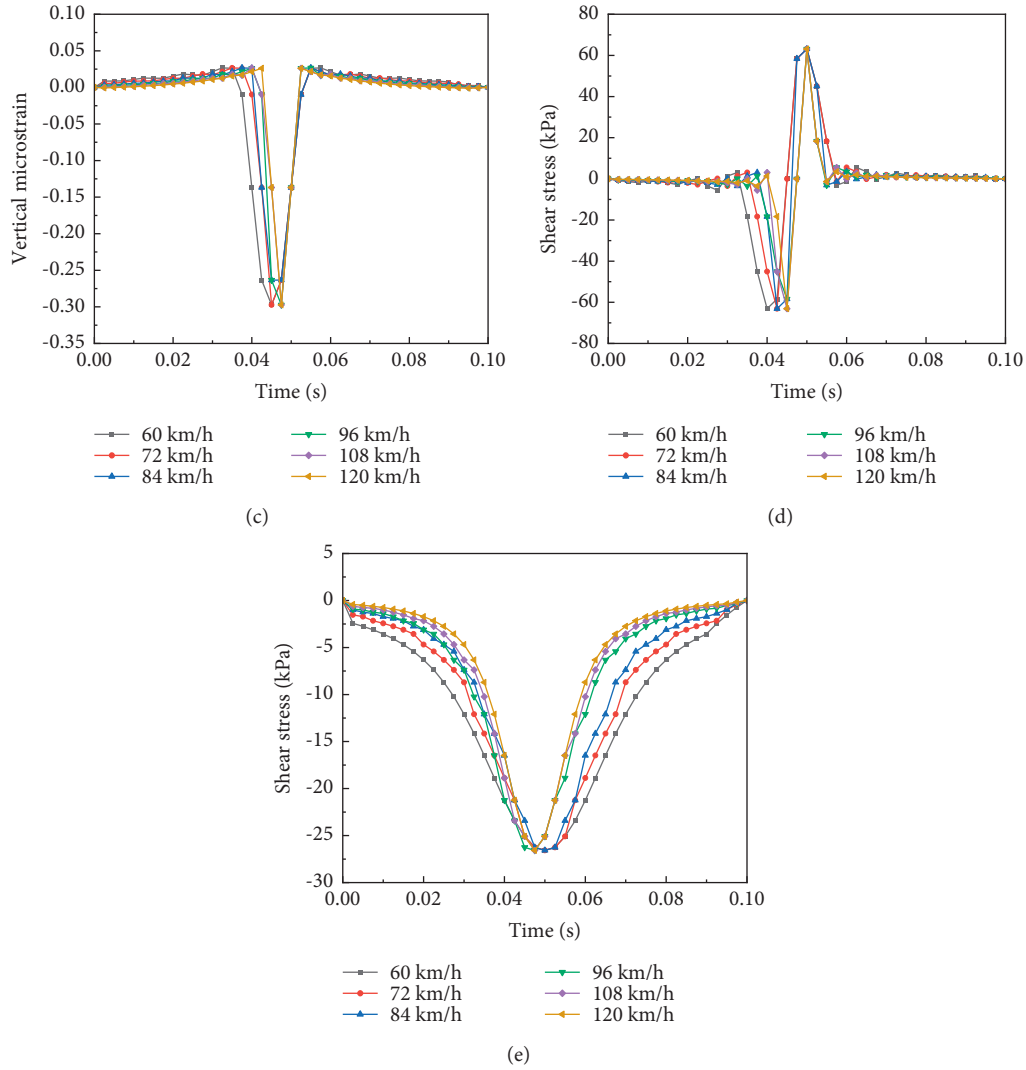 0.10
0.05
0.00
-0.05
-0.10
-0.15
-0.20
-0.25
-0.30
-0.35
Vertical microstrain
0.00 0.02 0.04 0.06 0.08 0.10
Time (s)
60 km/h 96 km/h
72 km/h 108 km/h
84 km/h 120 km/h
(c)
80
60
40
20
0
-20
-40
-60
-80
Shear stress (kPa)
0.00 0.02 0.04 0.06 0.08 0.10
Time (s)
60 km/h 96 km/h
72 km/h 108 km/h
84 km/h 120 km/h
(d)
5
0
-5
-10
-15
-20
-25
-30
Shear stress (kPa)
0.00 0.02 0.04 0.06 0.08 0.10
Time (s)
60 km/h 96 km/h
72 km/h 108 km/h
84 km/h 120 km/h
(e)